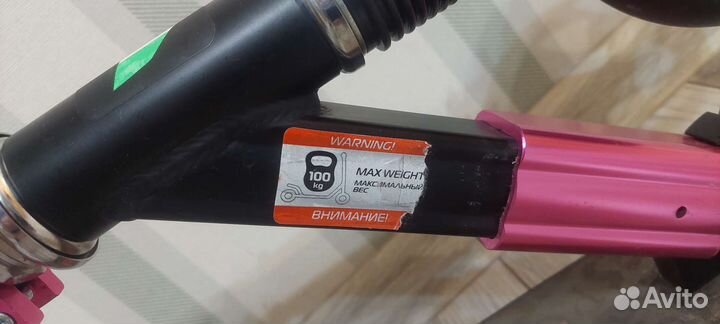 WARNING!
100
kg
MAX WEIGHT
МАКСИМАЛЬНЫЙ
ВЕС
ВНИМАНИЕ!
Avito